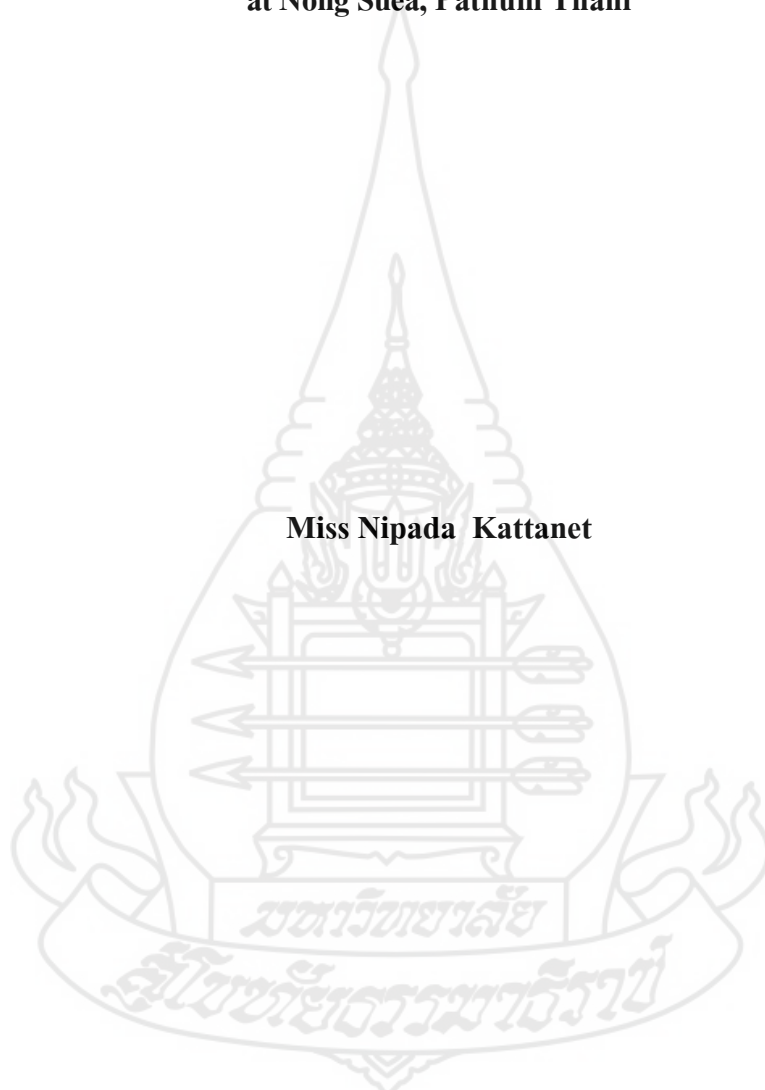 at Nong Suea, Pathum Thani
Miss Nipada Kattanet
มหาวิทยาลัย
สุโขทัยธรรมาธิราช